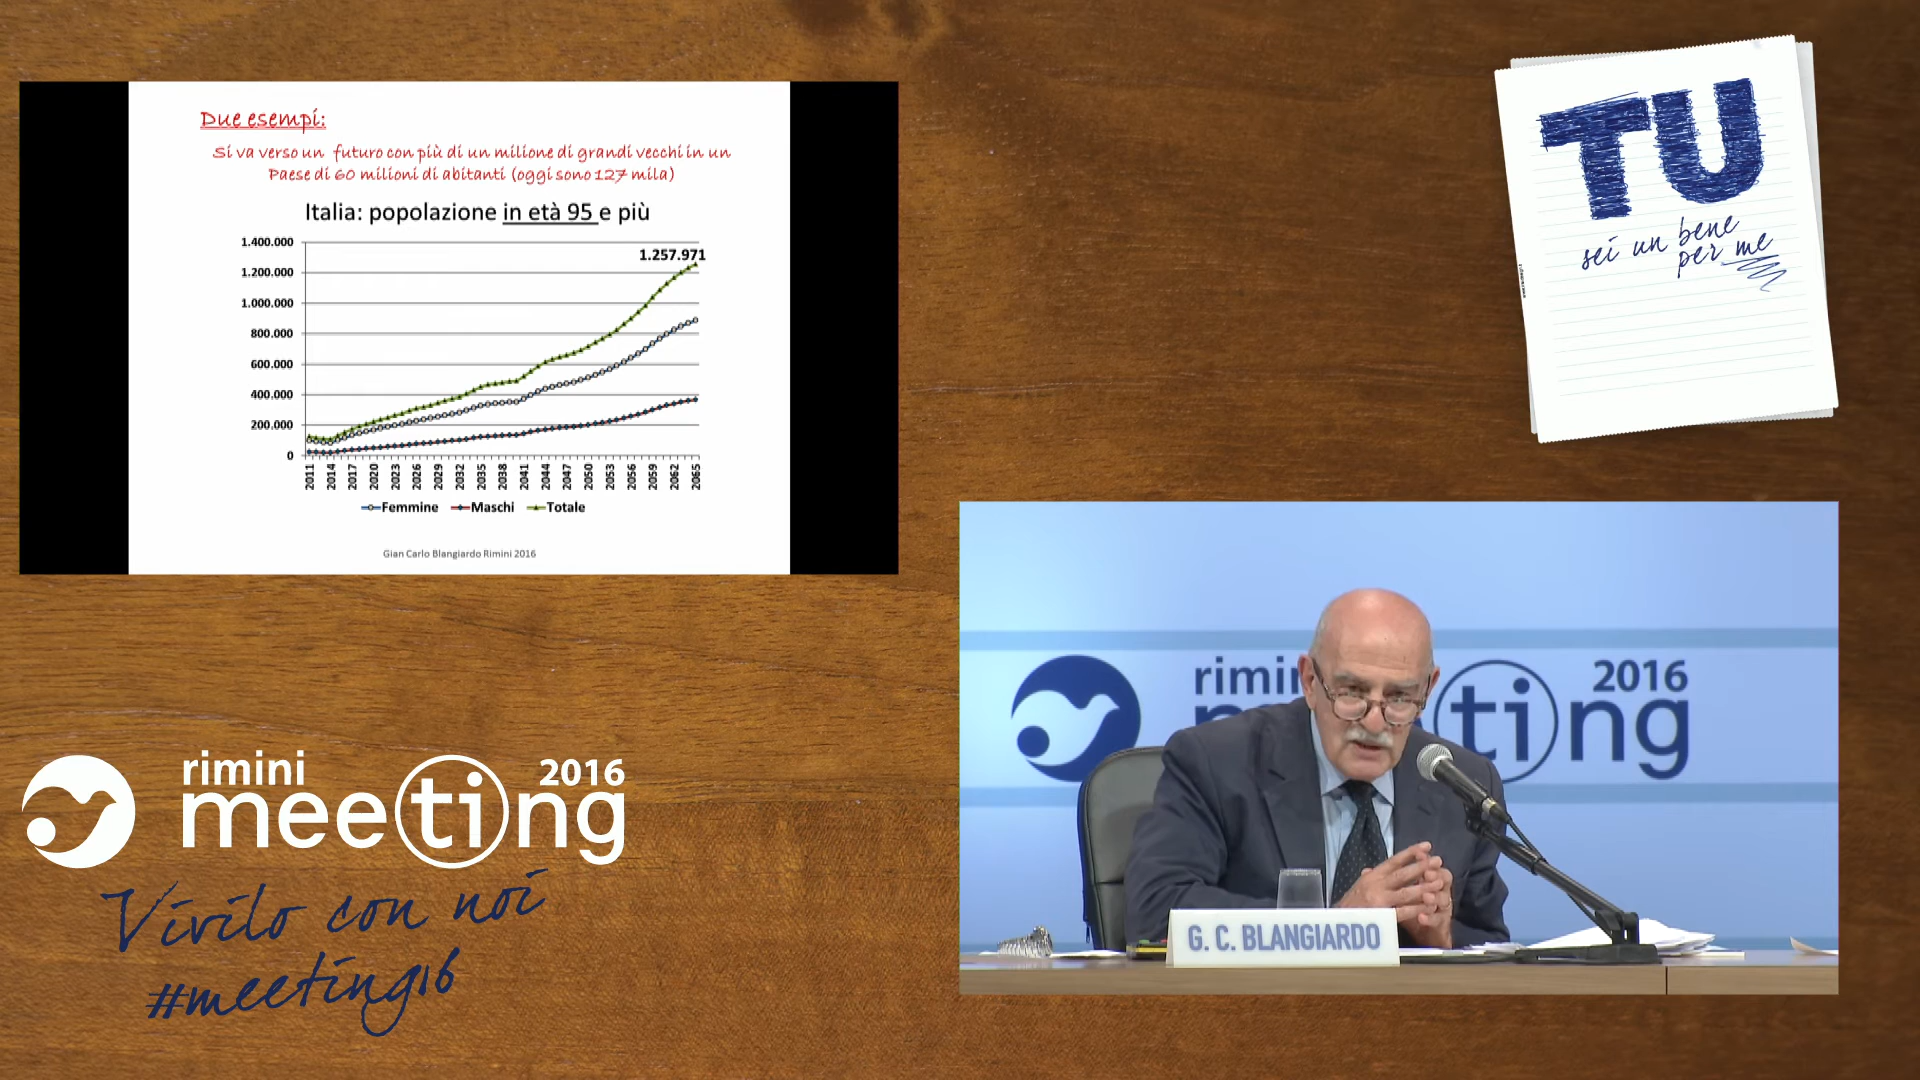 Due esempi:
Si va verso un futuro con più di un milione di grandi vecchi in un
Paese di 60 milioni di abitanti (oggi sono 127 mila)
Italia: popolazione in età 95 e più
1.400.000
1.200.000
1.000.000
800.000
600.000
400.000
200.000
0
1.257.971
2011 2014 2017 2020 2023 2026 2029 2032 2035 2038 2041 2044 2047 2050 2053 2056 2059 2062 2065
Femmine Maschi Totale
Gian Carlo Blangiardo Rimini 2016
TU
sei un bene
per me
rimini 2016
meeting
Vivilo con noi
#meeting16
2016
ting
G. C. BLANGIARDO